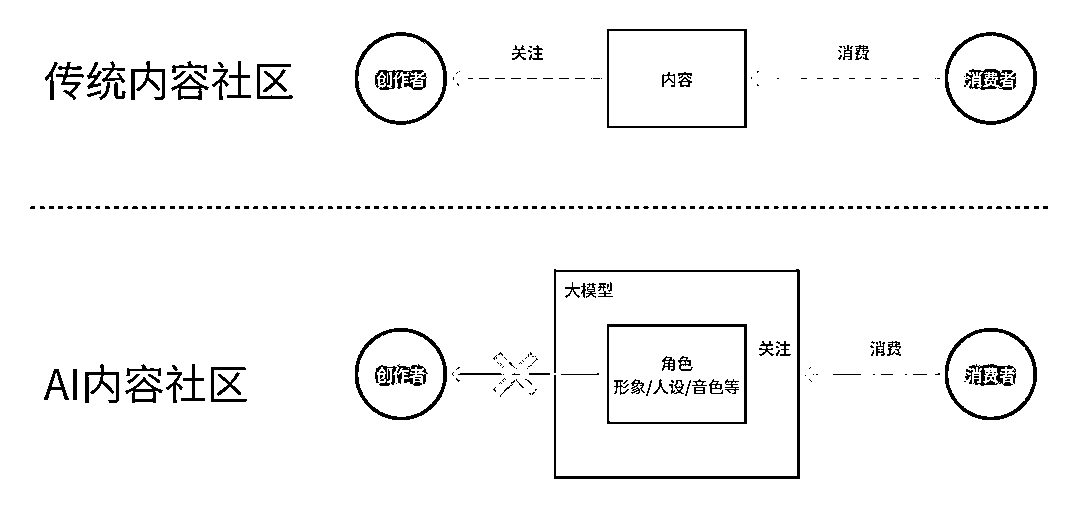 传统内容社区
创作者
关注
内容
消费
消费者
AI内容社区
创作者
大模型
角色
形象/人设/音色等
关注
消费
消费者